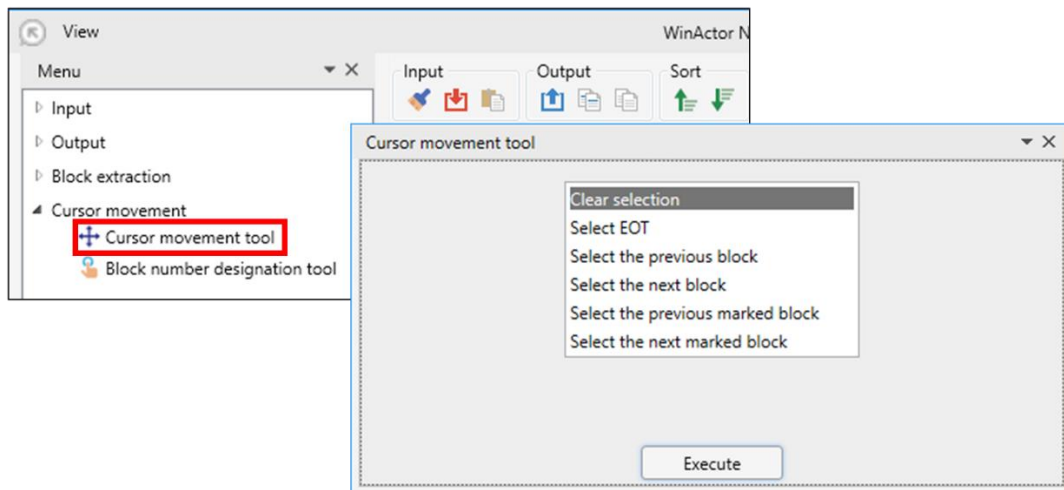 View
WinActor N
Menu
Input
Output
Sort
Input
Output
Block extraction
Cursor movement
Cursor movement tool
Block number designation tool
Cursor movement tool
Clear selection
Select EOT
Select the previous block
Select the next block
Select the previous marked block
Select the next marked block
Execute